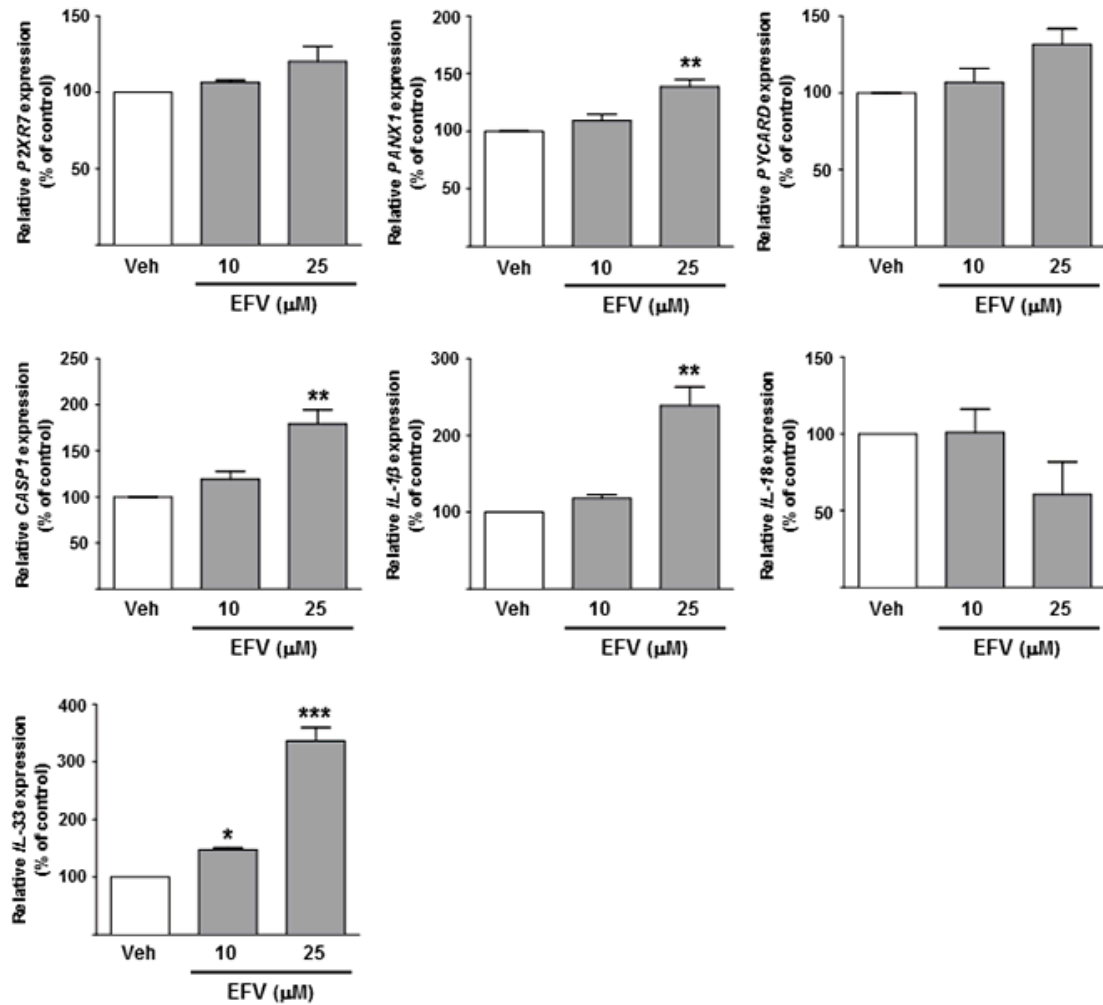 Relative P2XR7 expression
(% of control)
150
100
50
Veh 10 25
EFV (µM)
Relative PANX1 expression
(% of control)
200
150
100
50
**
Veh 10 25
EFV (µM)
Relative PYCARD expression
(% of control)
150
100
50
Veh 10 25
EFV (µM)
Relative CASP1 expression
(% of control)
250
200
150
100
50
**
Veh 10 25
EFV (µM)
Relative IL-1β expression
(% of control)
300
200
100
**
Veh 10 25
EFV (µM)
Relative IL-18 expression
(% of control)
150
100
50
Veh 10 25
EFV (µM)
Relative IL-33 expression
(% of control)
400
300
200
100
*
***
Veh 10 25
EFV (µM)